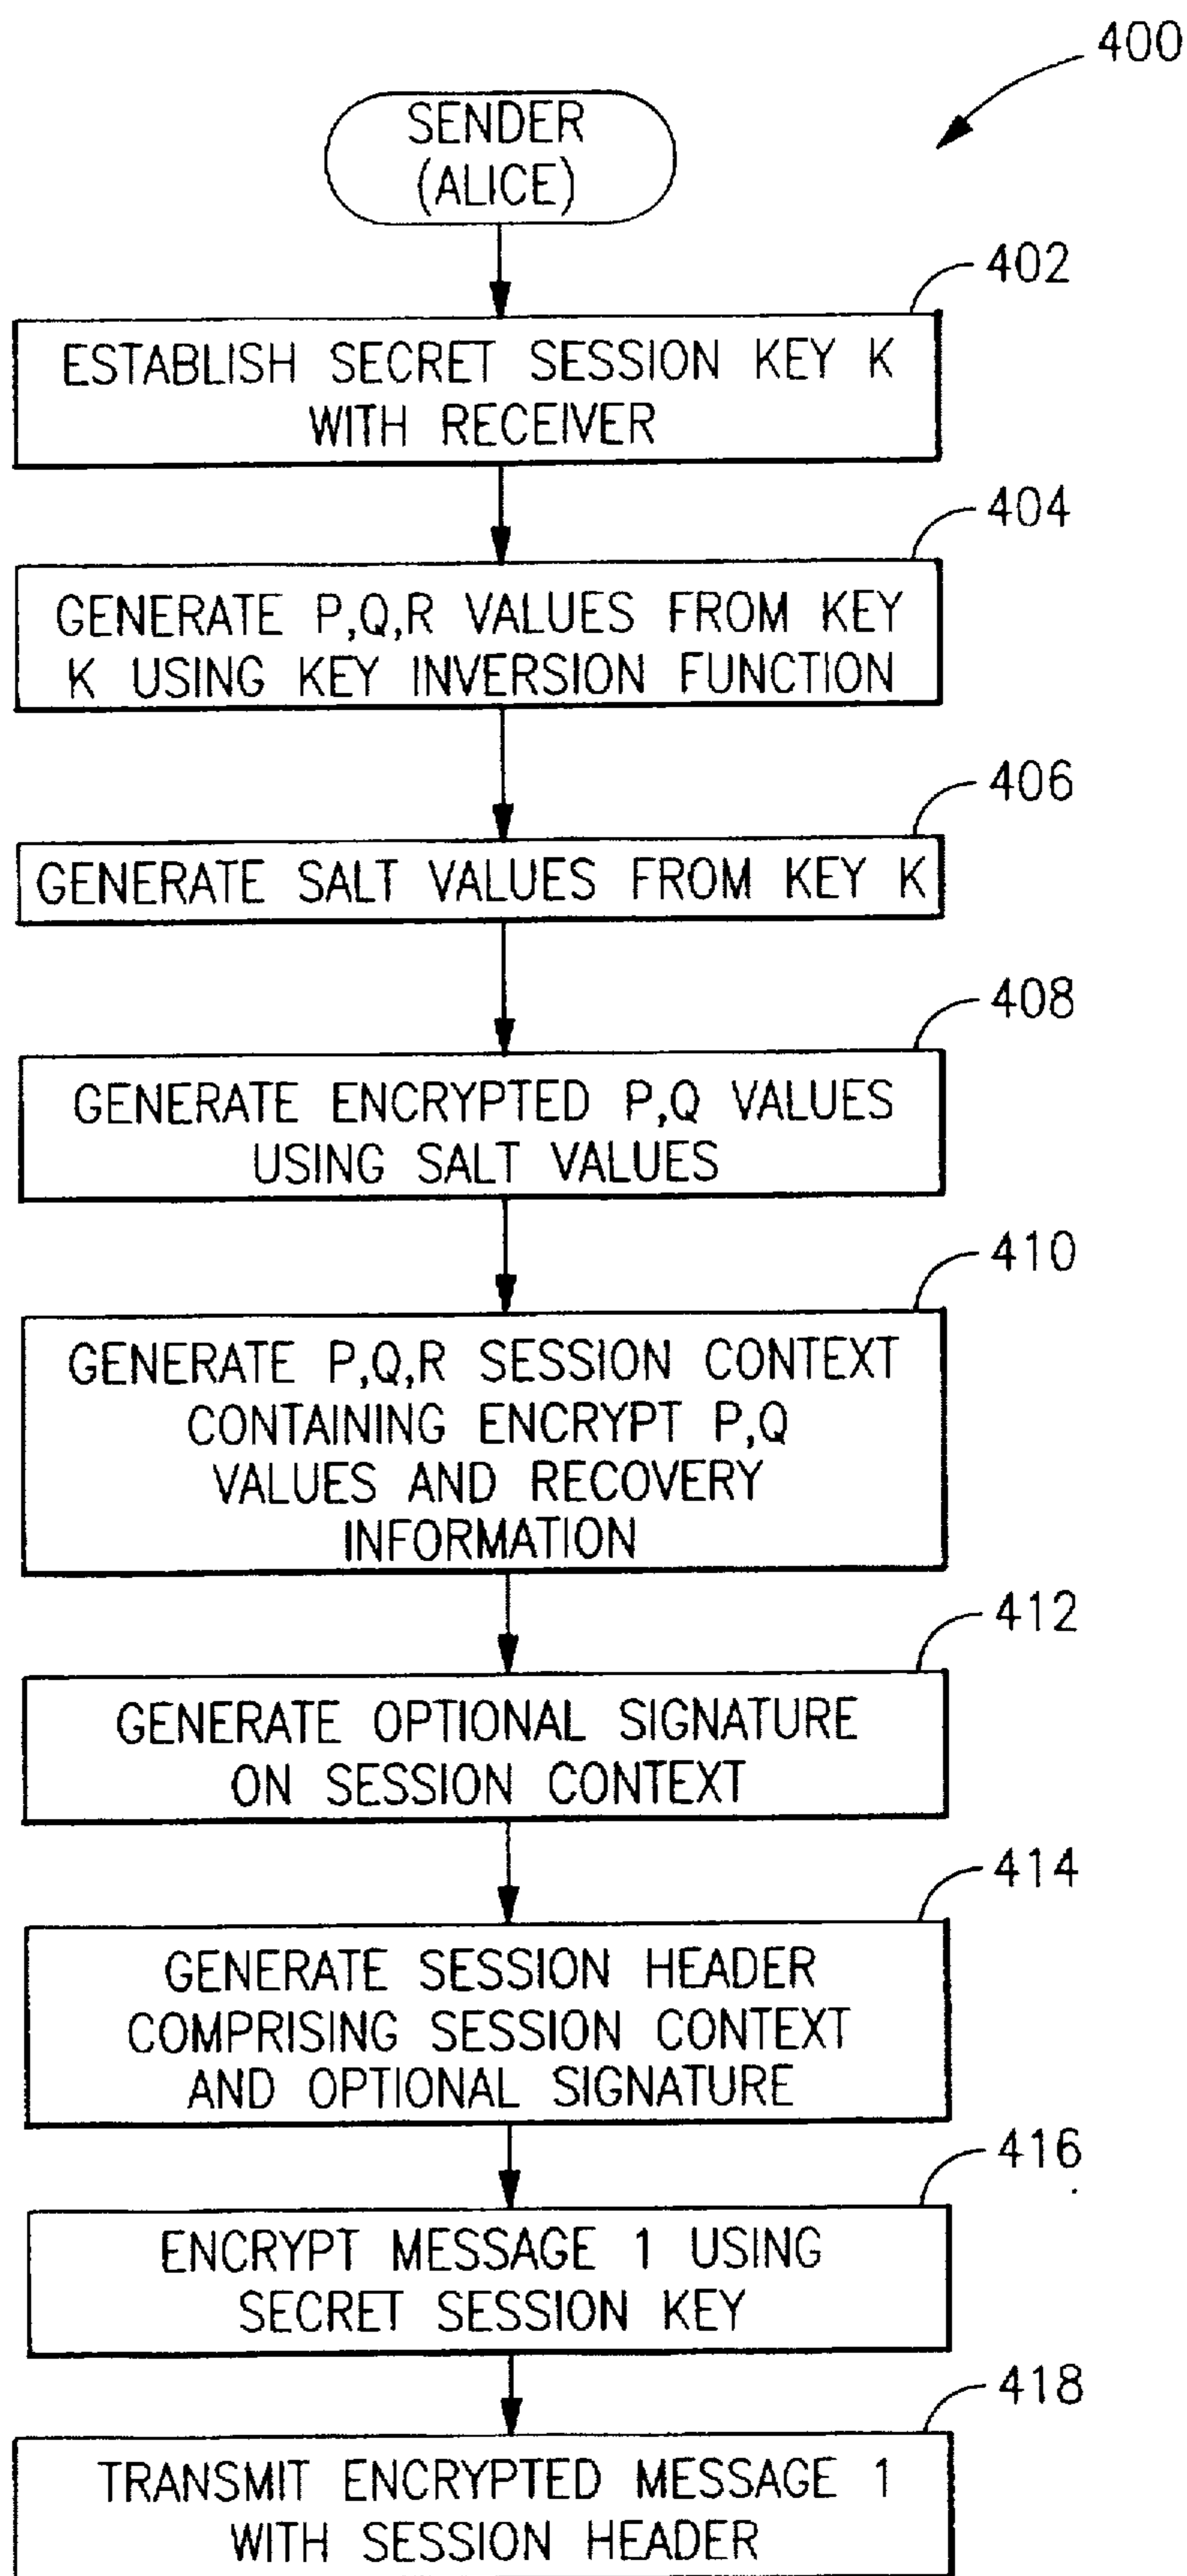 400
SENDER
(ALICE)
402
ESTABLISH SECRET SESSION KEY K
WITH RECEIVER
404
GENERATE P,Q,R VALUES FROM KEY
K USING KEY INVERSION FUNCTION
406
GENERATE SALT VALUES FROM KEY K
408
GENERATE ENCRYPTED P,Q VALUES
USING SALT VALUES
410
GENERATE P,Q,R SESSION CONTEXT
CONTAINING ENCRYPT P,Q
VALUES AND RECOVERY
INFORMATION
412
GENERATE OPTIONAL SIGNATURE
ON SESSION CONTEXT
414
GENERATE SESSION HEADER
COMPRISING SESSION CONTEXT
AND OPTIONAL SIGNATURE
416
ENCRYPT MESSAGE 1 USING
SECRET SESSION KEY
418
TRANSMIT ENCRYPTED MESSAGE 1
WITH SESSION HEADER